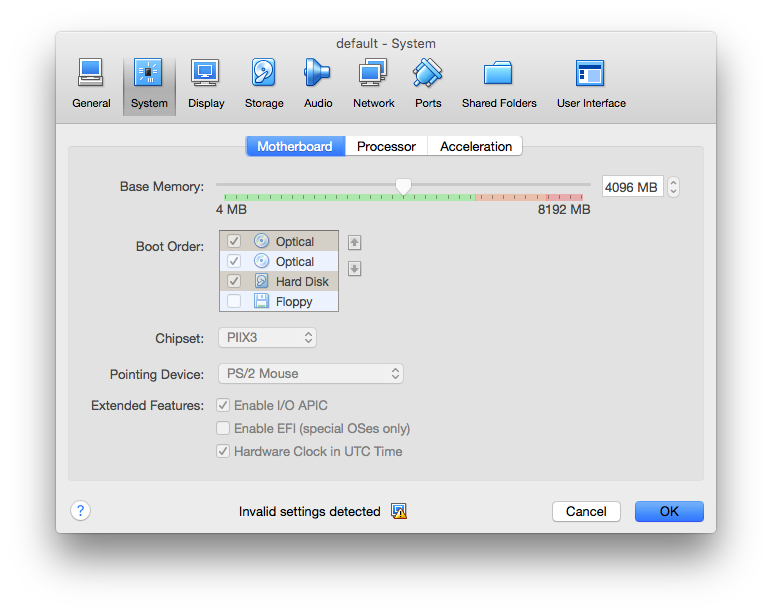 default - System
General System Display Storage Audio Network Ports Shared Folders User Interface
Motherboard Processor Acceleration
Base Memory: 4096 MB
4 MB 8192 MB
Boot Order: Optical
Optical
Hard Disk
Floppy
Chipset: PIIX3
Pointing Device: PS/2 Mouse
Extended Features: Enable I/O APIC
Enable EFI (special OSes only)
Hardware Clock in UTC Time
? Invalid settings detected Cancel OK